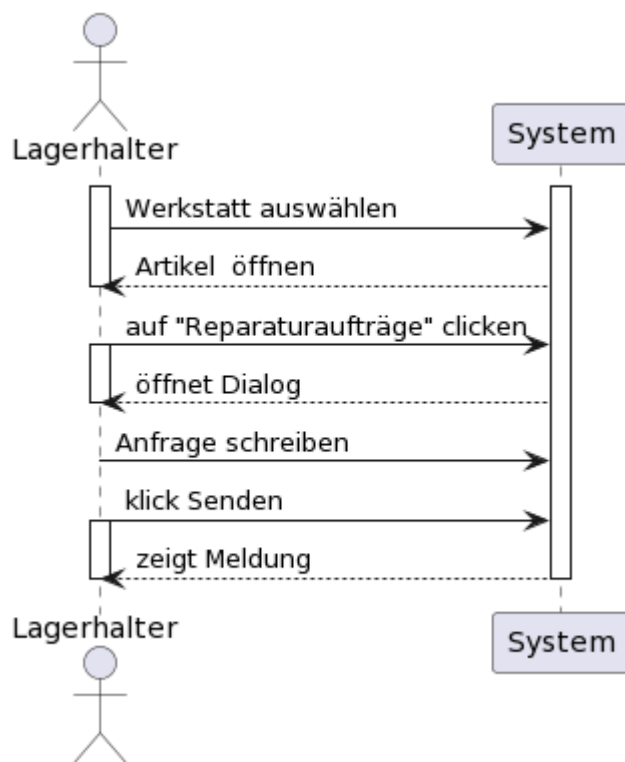 Lagerhalter
System
Werkstatt auswählen
Artikel  öffnen
auf "Reparaturaufträge" clicken
öffnet Dialog
Anfrage schreiben
klick Senden
zeigt Meldung
Lagerhalter
System